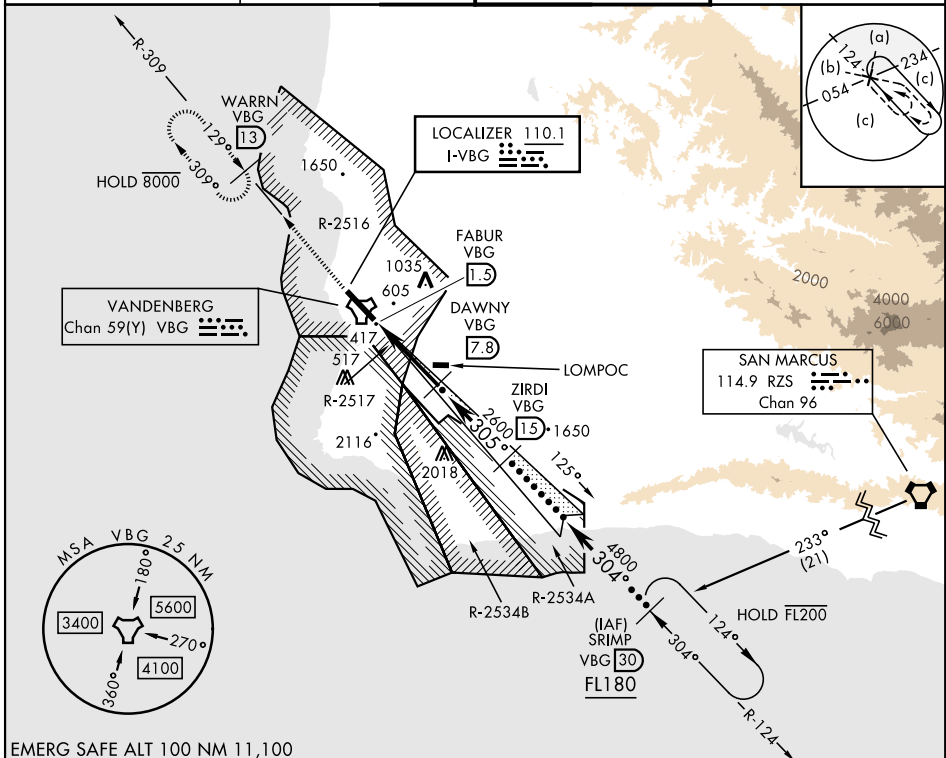 R-309
WARRN
VBG
13
129°
309°
HOLD 8000
1650
R-2516
LOCALIZER 110.1
I-VBG
(a)
124
234
(b)
(c)
054
(c)
FABUR
VBG
1.5
1035
605
DAWNY
VBG
7.8
VANDENBERG
Chan 59(Y) VBG
417
517
R-2517
2116
2018
LOMPOC
ZIRDI
VBG
15
1650
2600
305°
125°
2000
4000
6000
SAN MARCUS
114.9 RZS
Chan 96
233°
(21)
4800
304°
R-2534B
R-2534A
(IAF)
SRIMP
VBG 30
FL180
HOLD FL200
124°
304°
R-124
MSA VBG 25 NM
180°
5600
3400
270°
4100
360°
EMERG SAFE ALT 100 NM 11,100